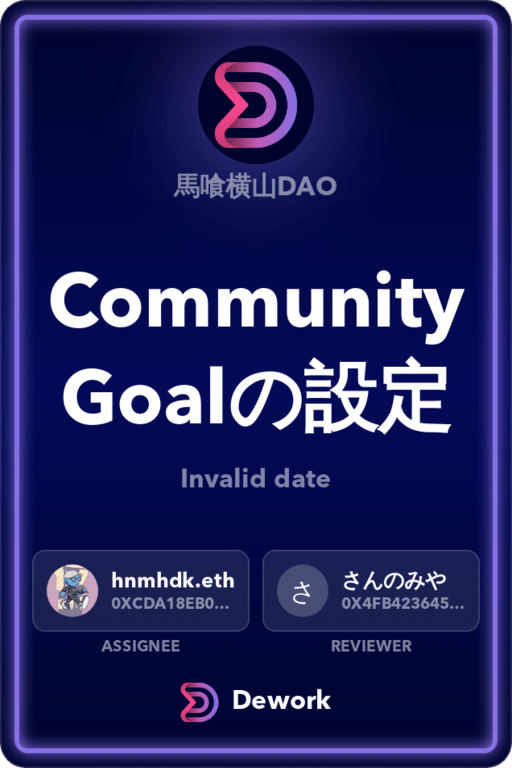 馬喰横山DAO
Community
Goalの設定
Invalid date
hnmhdk.eth
0XCDA18EB0...
さ
さんのみや
0X4FB423645...
ASSIGNEE
REVIEWER
Dework